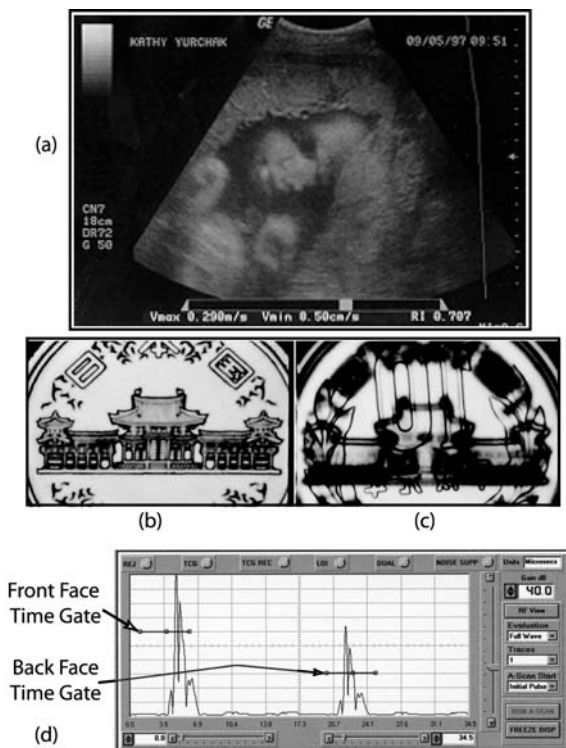 GE
KATHY YURCHAK 09/05/97 09:51
(a)
CN7
18cm
DR72
G 50
Vmax 0.290m/s Vmin 0.50cm/s RI 0.707
(b) (c)
REJ TCG TCG REC LOI DUAL NOISE SUPP Units Microsecs
Gain dB
40.0
RF View
Evaluation
Full Wave
Traces
1
A-Scan Start
Initial Pulse
FREEZE DISP
Front Face
Time Gate
Back Face
Time Gate
0.0 3.5 6.9 10.4 13.8 17.3 20.7 24.1 27.6 31.1 34.5
0.0 34.5
(d)